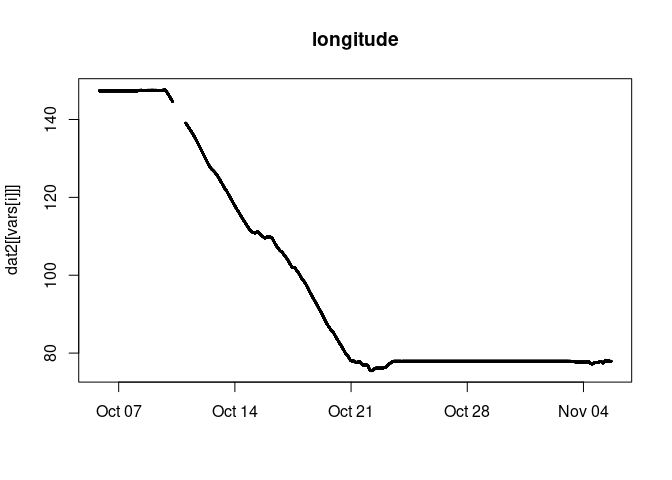 longitude
dat2[[vars[i]]]
140
120
100
80
Oct 07
Oct 14
Oct 21
Oct 28
Nov 04